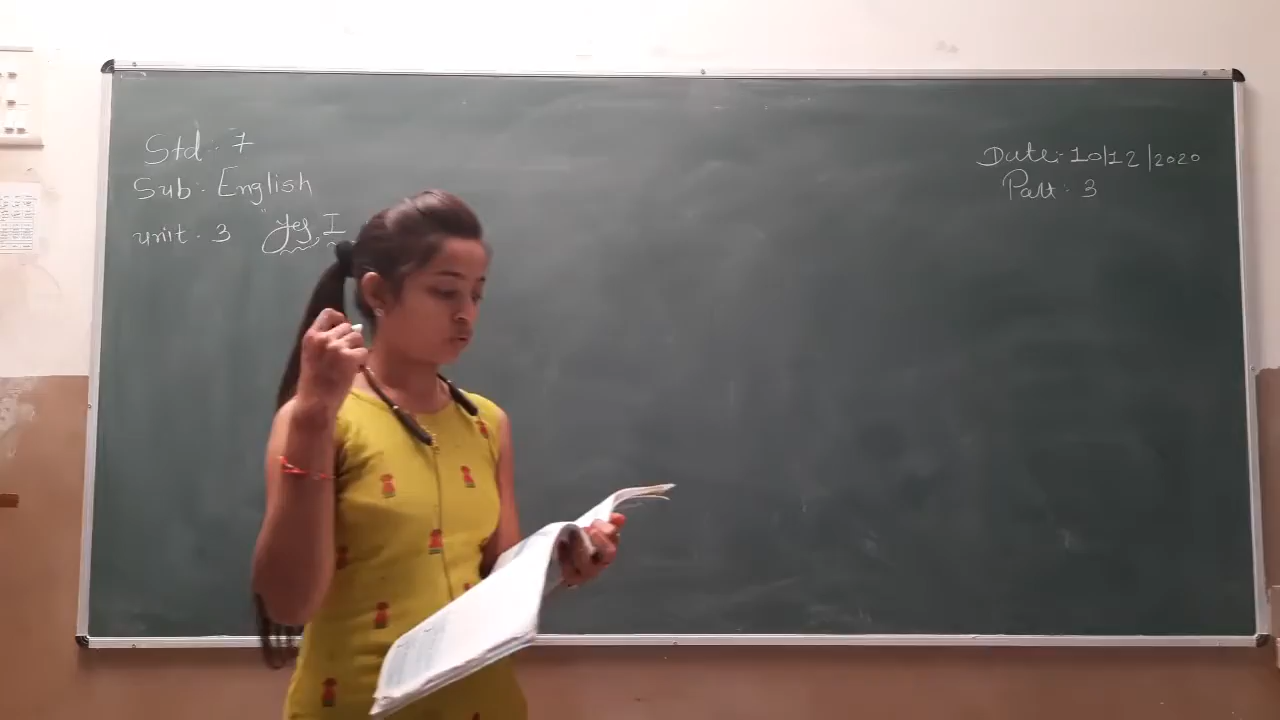 Std : 7
Sub : English
unit : 3 "Yes, I
Date : 10/12/2020
Part : 3